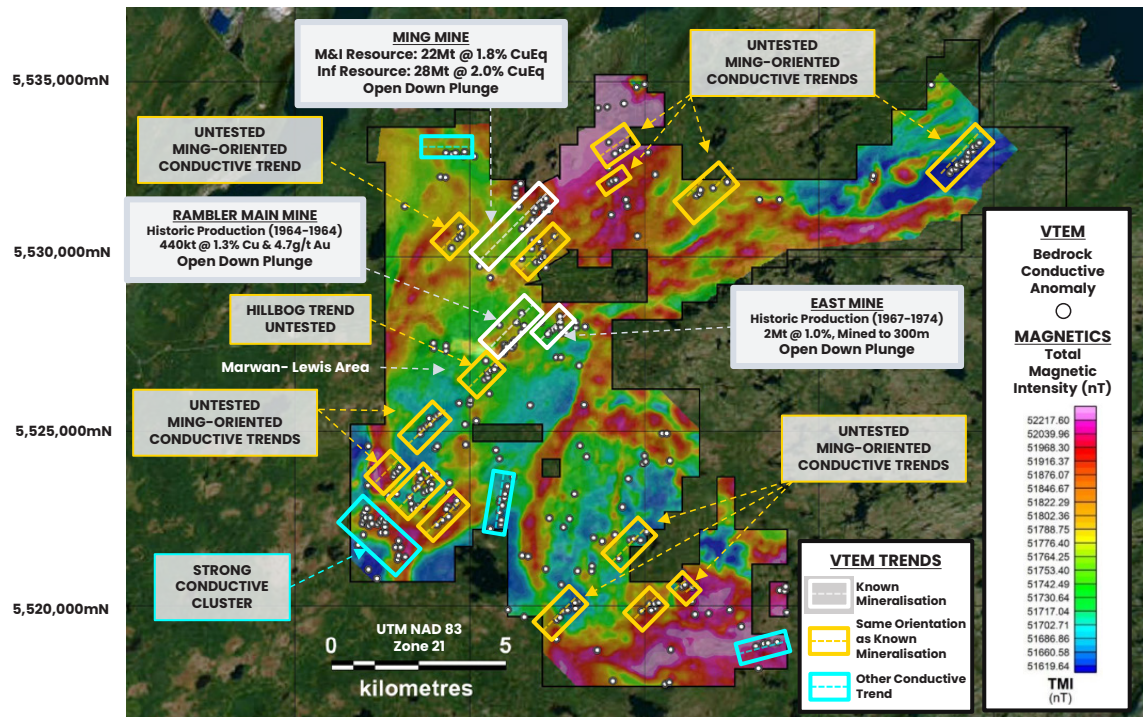 MING MINE
M&I Resource: 22Mt @ 1.8% CuEq
Inf Resource: 28Mt @ 2.0% CuEq
Open Down Plunge
UNTESTED
MING-ORIENTED
CONDUCTIVE TRENDS
5,535,000mN
UNTESTED
MING-ORIENTED
CONDUCTIVE TREND
RAMBLER MAIN MINE
Historic Production (1964-1964)
440kt @ 1.3% Cu & 4.7g/t Au
Open Down Plunge
5,530,000mN
HILLBOG TREND
UNTESTED
EAST MINE
Historic Production (1967-1974)
2Mt @ 1.0%, Mined to 300m
Open Down Plunge
Marwan- Lewis Area
UNTESTED
MING-ORIENTED
CONDUCTIVE TRENDS
5,525,000mN
UNTESTED
MING-ORIENTED
CONDUCTIVE TRENDS
STRONG
CONDUCTIVE
CLUSTER
5,520,000mN
UTM NAD 83
Zone 21
0 5
kilometres
VTEM TRENDS
Known
Mineralisation
Same Orientation
as Known
Mineralisation
Other Conductive
Trend
VTEM
Bedrock
Conductive
Anomaly
MAGNETICS
Total
Magnetic
Intensity (nT)
52217.60
52039.96
51968.30
51916.37
51876.07
51846.67
51822.29
51802.36
51788.75
51776.40
51764.25
51753.40
51742.49
51730.64
51717.04
51702.71
51686.86
51660.58
51619.64
TMI
(nT)